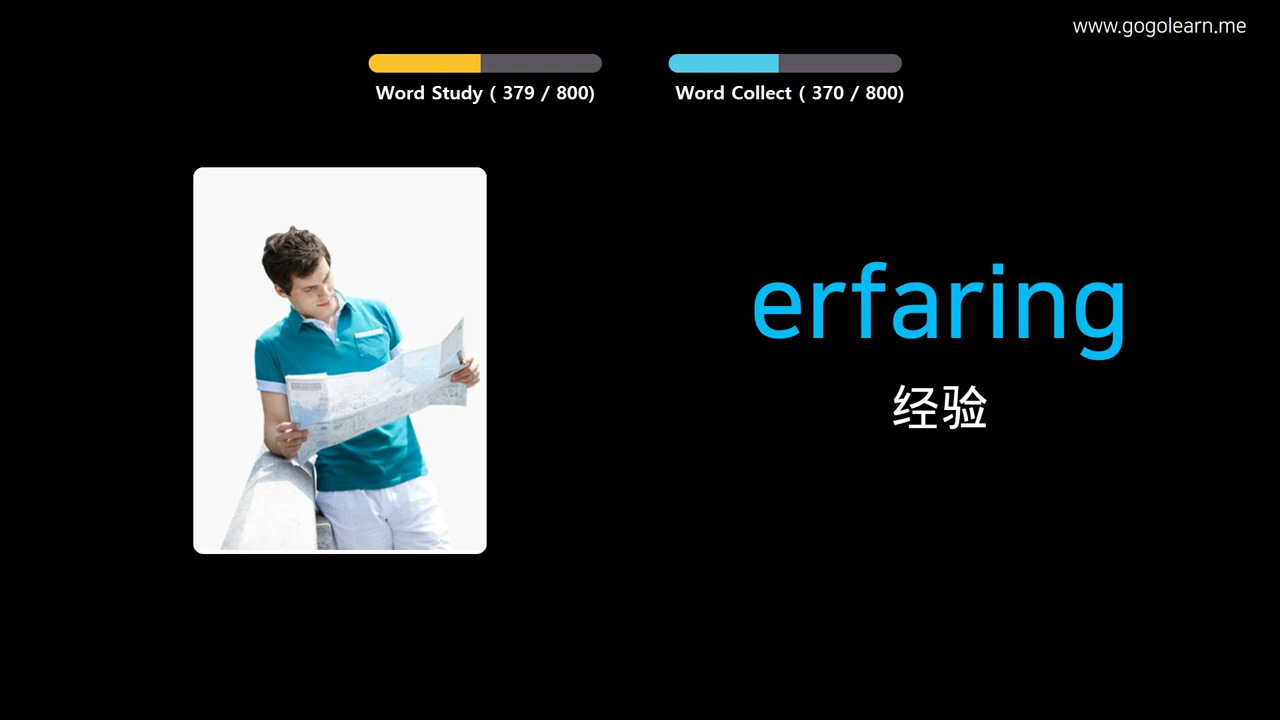 www.gogolearn.me
Word Study ( 379 / 800)
Word Collect ( 370 / 800)
erfaring
经验